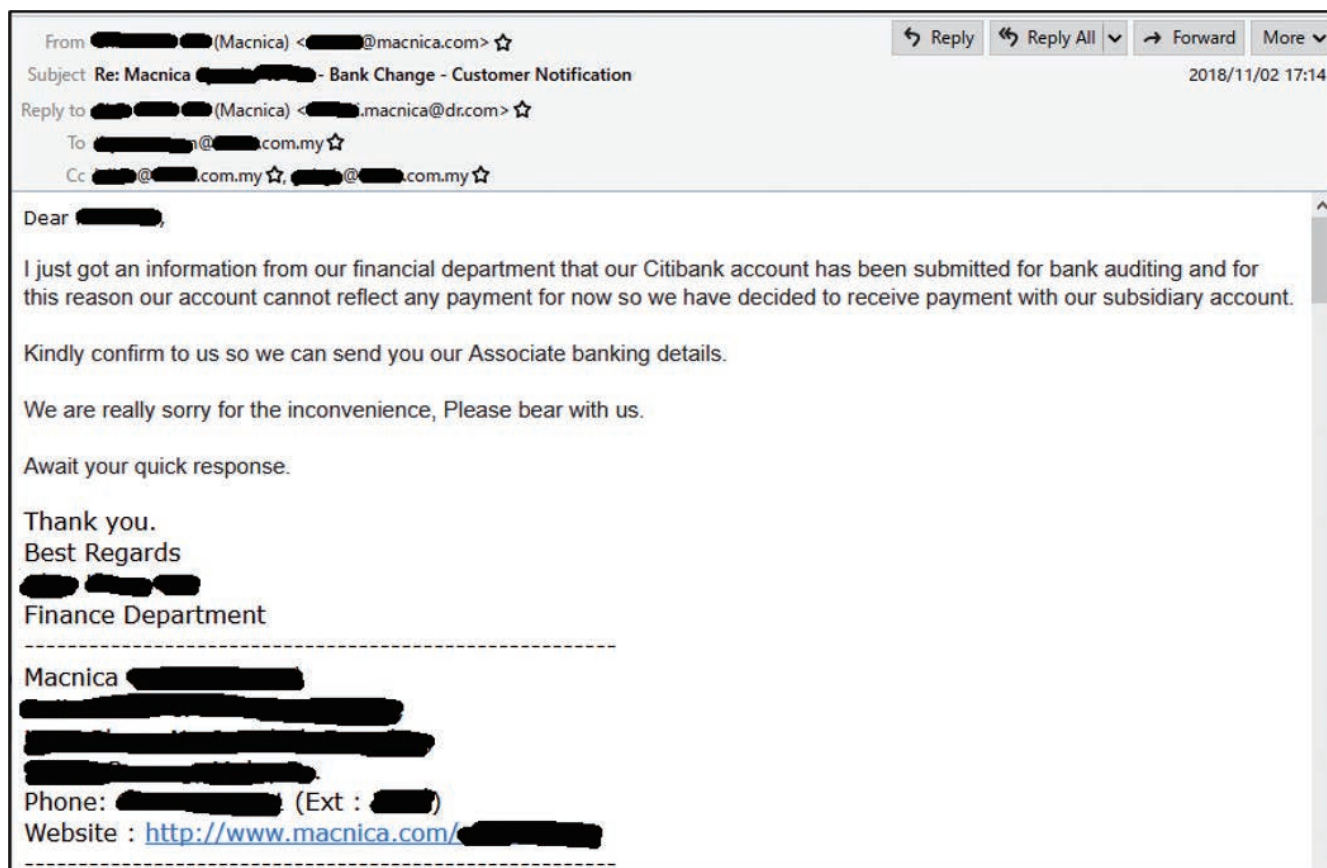 From (Macnica) < @macnica.com>
Reply Reply All Forward More
Subject Re: Macnica - Bank Change - Customer Notification
2018/11/02 17:14
Reply to (Macnica) < .macnica@dr.com>
To @ .com.my
Cc @ .com.my, @ .com.my
Dear ,
I just got an information from our financial department that our Citibank account has been submitted for bank auditing and for
this reason our account cannot reflect any payment for now so we have decided to receive payment with our subsidiary account.
Kindly confirm to us so we can send you our Associate banking details.
We are really sorry for the inconvenience, Please bear with us.
Await your quick response.
Thank you.
Best Regards
Finance Department
--------------------------------------------------------
Macnica
Phone: (Ext : )
Website : http://www.macnica.com/
--------------------------------------------------------